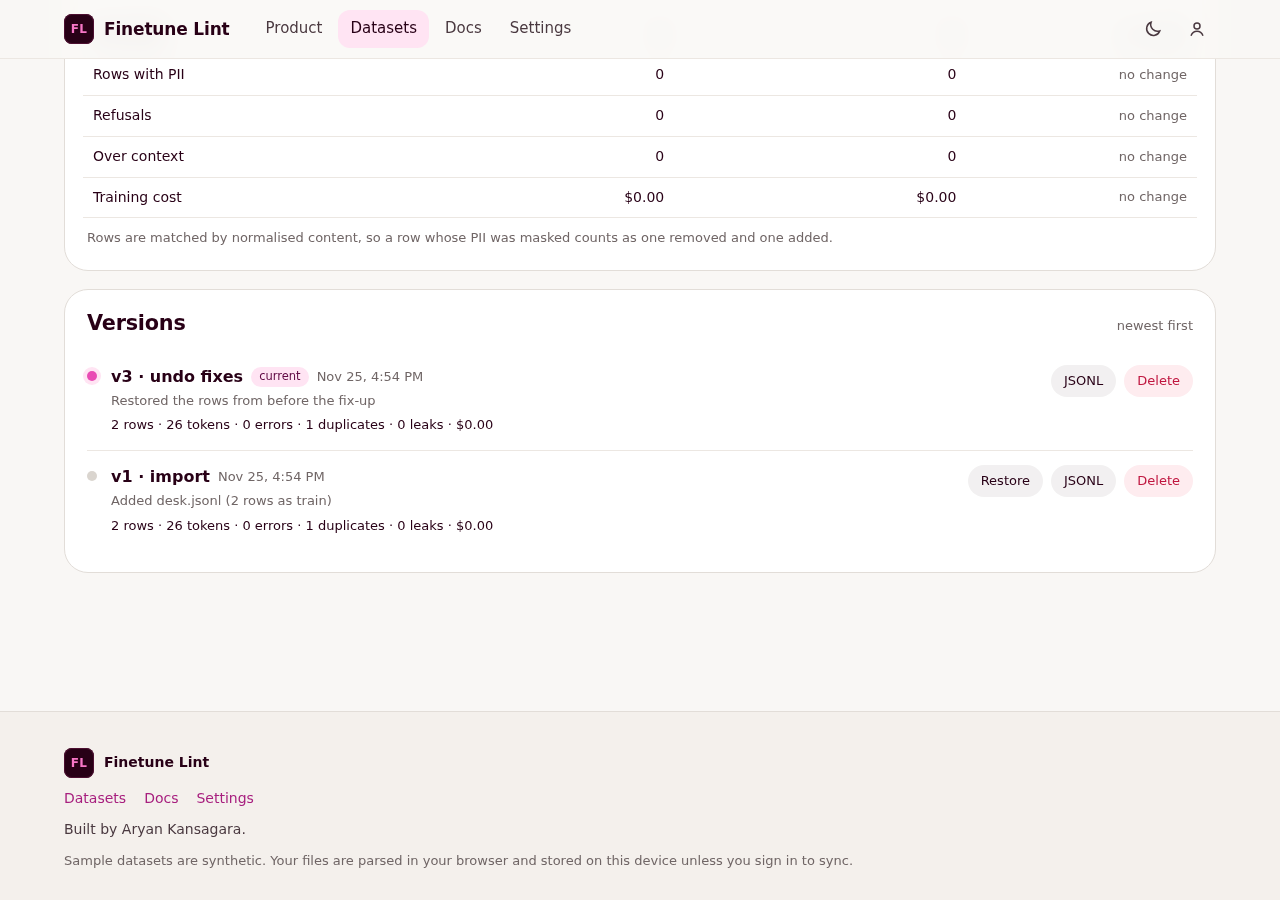 FL Finetune Lint Product Datasets Docs Settings
Rows with PII 0 0 no change
Refusals 0 0 no change
Over context 0 0 no change
Training cost $0.00 $0.00 no change
Rows are matched by normalised content, so a row whose PII was masked counts as one removed and one added.
Versions newest first
v3 · undo fixes current Nov 25, 4:54 PM JSONL Delete
Restored the rows from before the fix-up
2 rows · 26 tokens · 0 errors · 1 duplicates · 0 leaks · $0.00
v1 · import Nov 25, 4:54 PM Restore JSONL Delete
Added desk.jsonl (2 rows as train)
2 rows · 26 tokens · 0 errors · 1 duplicates · 0 leaks · $0.00
FL Finetune Lint
Datasets Docs Settings
Built by Aryan Kansagara.
Sample datasets are synthetic. Your files are parsed in your browser and stored on this device unless you sign in to sync.